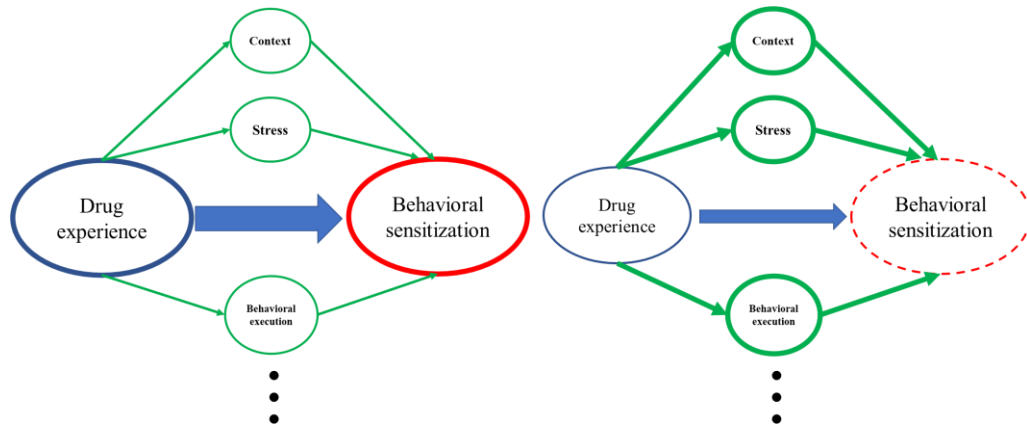 Context
Stress
Drug
experience
Behavioral
sensitization
Behavioral
execution
Context
Stress
Drug
experience
Behavioral
sensitization
Behavioral
execution